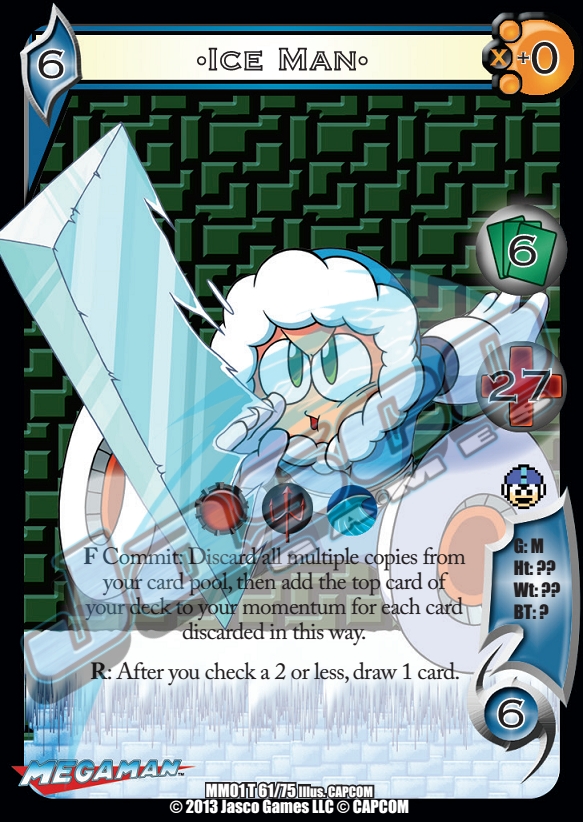 6
·ICE MAN·
X +0
6
27
G: M
Ht: ??
Wt: ??
BT: ?
F Commit: Discard all multiple copies from
your card pool, then add the top card of
your deck to your momentum for each card
discarded in this way.
R: After you check a 2 or less, draw 1 card.
6
MEGAMAN™
MM01T 61/75 Illus. CAPCOM
© 2013 Jasco Games LLC © CAPCOM